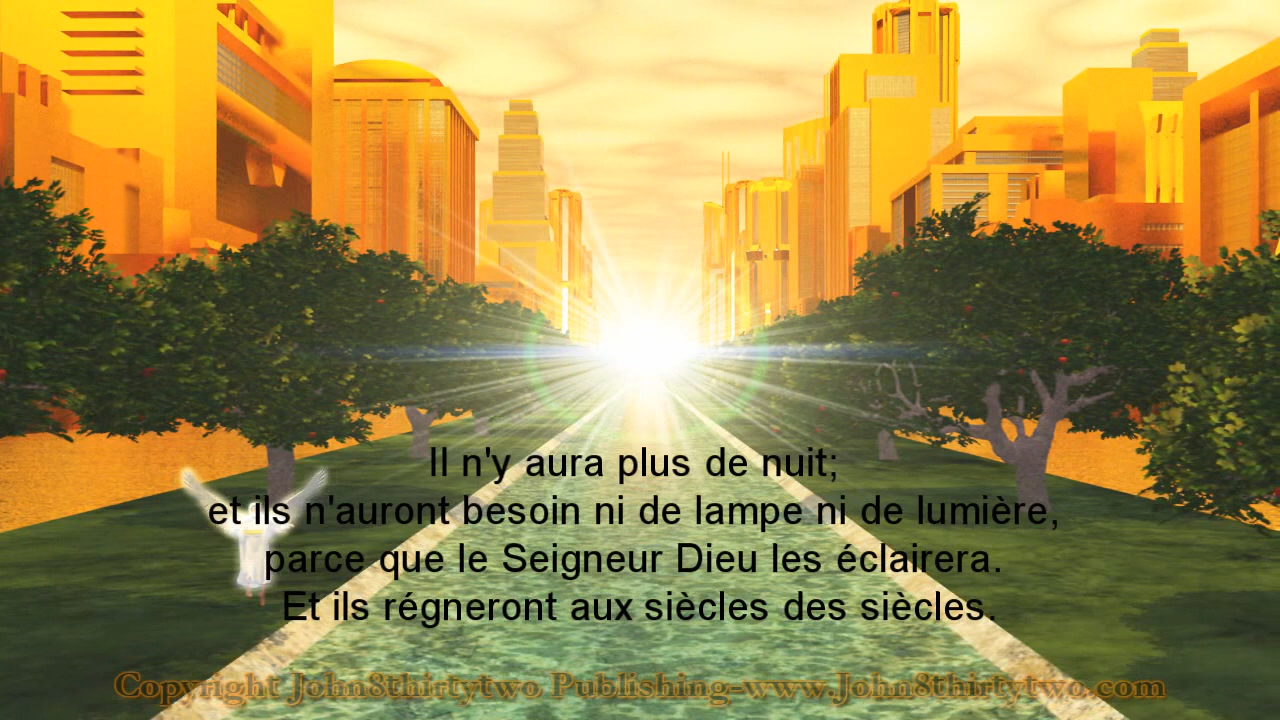 Il n'y aura plus de nuit;
et ils n'auront besoin ni de lampe ni de lumière,
parce que le Seigneur Dieu les éclairera.
Et ils régneront aux siècles des siècles.
Copyright John8thirtytwo Publishing-www.John8thirtytwo.com